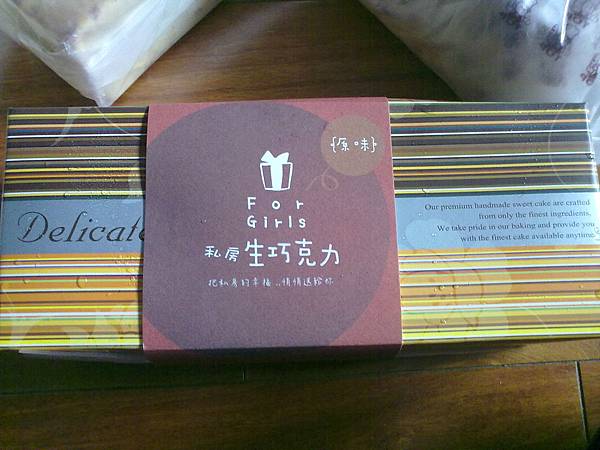 {原味}
For
Girls
私房生巧克力
把私房的幸福..悄悄送給你
Delicate
Our premium handmade sweet cake are crafted
from only the finest ingredients,
We take pride in our baking and provide you
with the finest cake available anytime.